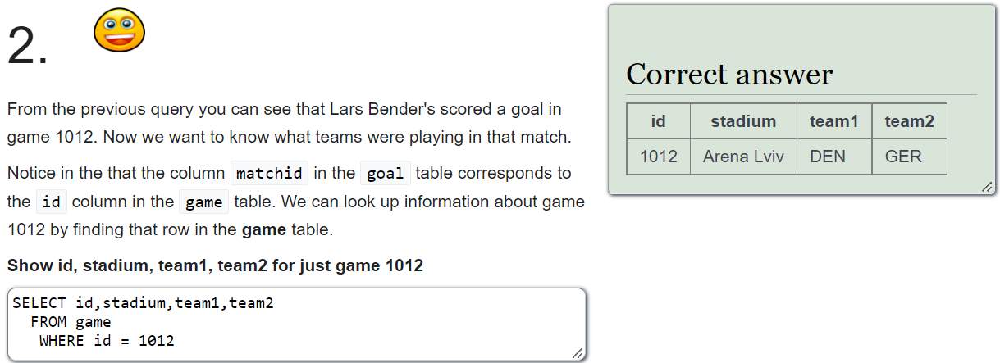 2.
From the previous query you can see that Lars Bender's scored a goal in
game 1012. Now we want to know what teams were playing in that match.
Notice in the that the column matchid in the goal table corresponds to
the id column in the game table. We can look up information about game
1012 by finding that row in the game table.
Show id, stadium, team1, team2 for just game 1012
SELECT id,stadium,team1,team2
FROM game
WHERE id = 1012
Correct answer
id stadium team1 team2
1012 Arena Lviv DEN GER